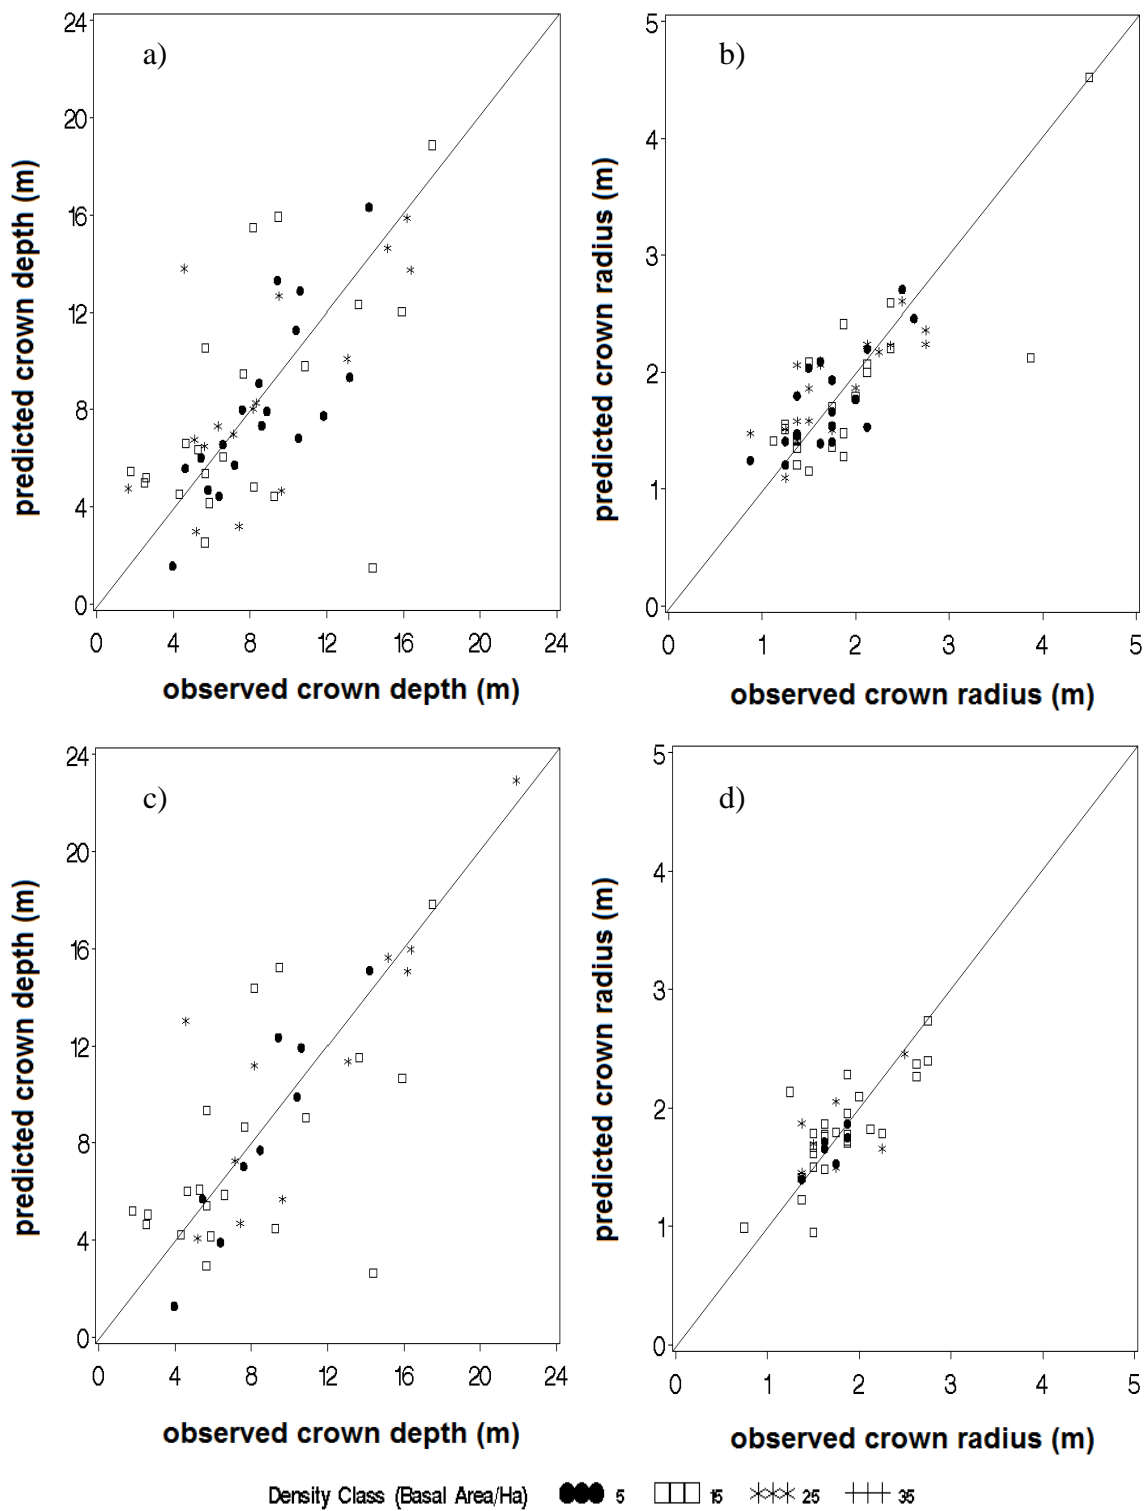 a)
24
20
16
12
8
4
0
predicted crown depth (m)
0 4 8 12 16 20 24
observed crown depth (m)
b)
5
4
3
2
1
0
predicted crown radius (m)
0 1 2 3 4 5
observed crown radius (m)
c)
24
20
16
12
8
4
0
predicted crown depth (m)
0 4 8 12 16 20 24
observed crown depth (m)
d)
5
4
3
2
1
0
predicted crown radius (m)
0 1 2 3 4 5
observed crown radius (m)
Density Class (Basal Area/Ha) 5 15 25 35